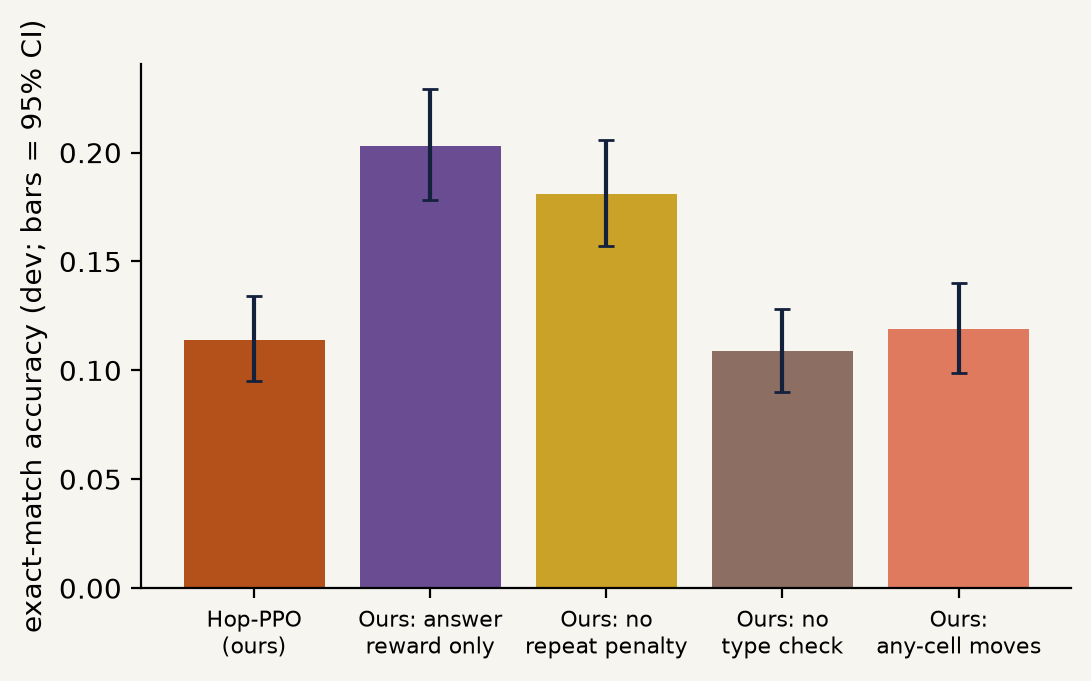 exact-match accuracy (dev; bars = 95% CI)
0.20
0.15
0.10
0.05
0.00
Hop-PPO
(ours)
Ours: answer
reward only
Ours: no
repeat penalty
Ours: no
type check
Ours:
any-cell moves